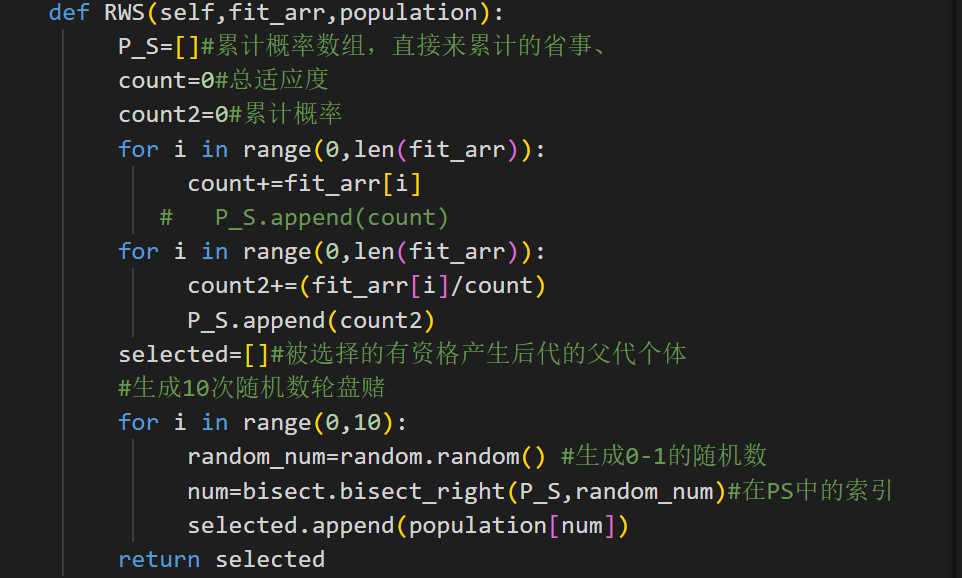 def RWS(self,fit_arr,population):
P_S=[]#累计概率数组，直接来累计的省事、
count=0#总适应度
count2=0#累计概率
for i in range(0,len(fit_arr)):
count+=fit_arr[i]
#   P_S.append(count)
for i in range(0,len(fit_arr)):
count2+=(fit_arr[i]/count)
P_S.append(count2)
selected=[]#被选择的有资格产生后代的父代个体
#生成10次随机数轮盘赌
for i in range(0,10):
random_num=random.random() #生成0-1的随机数
num=bisect.bisect_right(P_S,random_num)#在PS中的索引
selected.append(population[num])
return selected